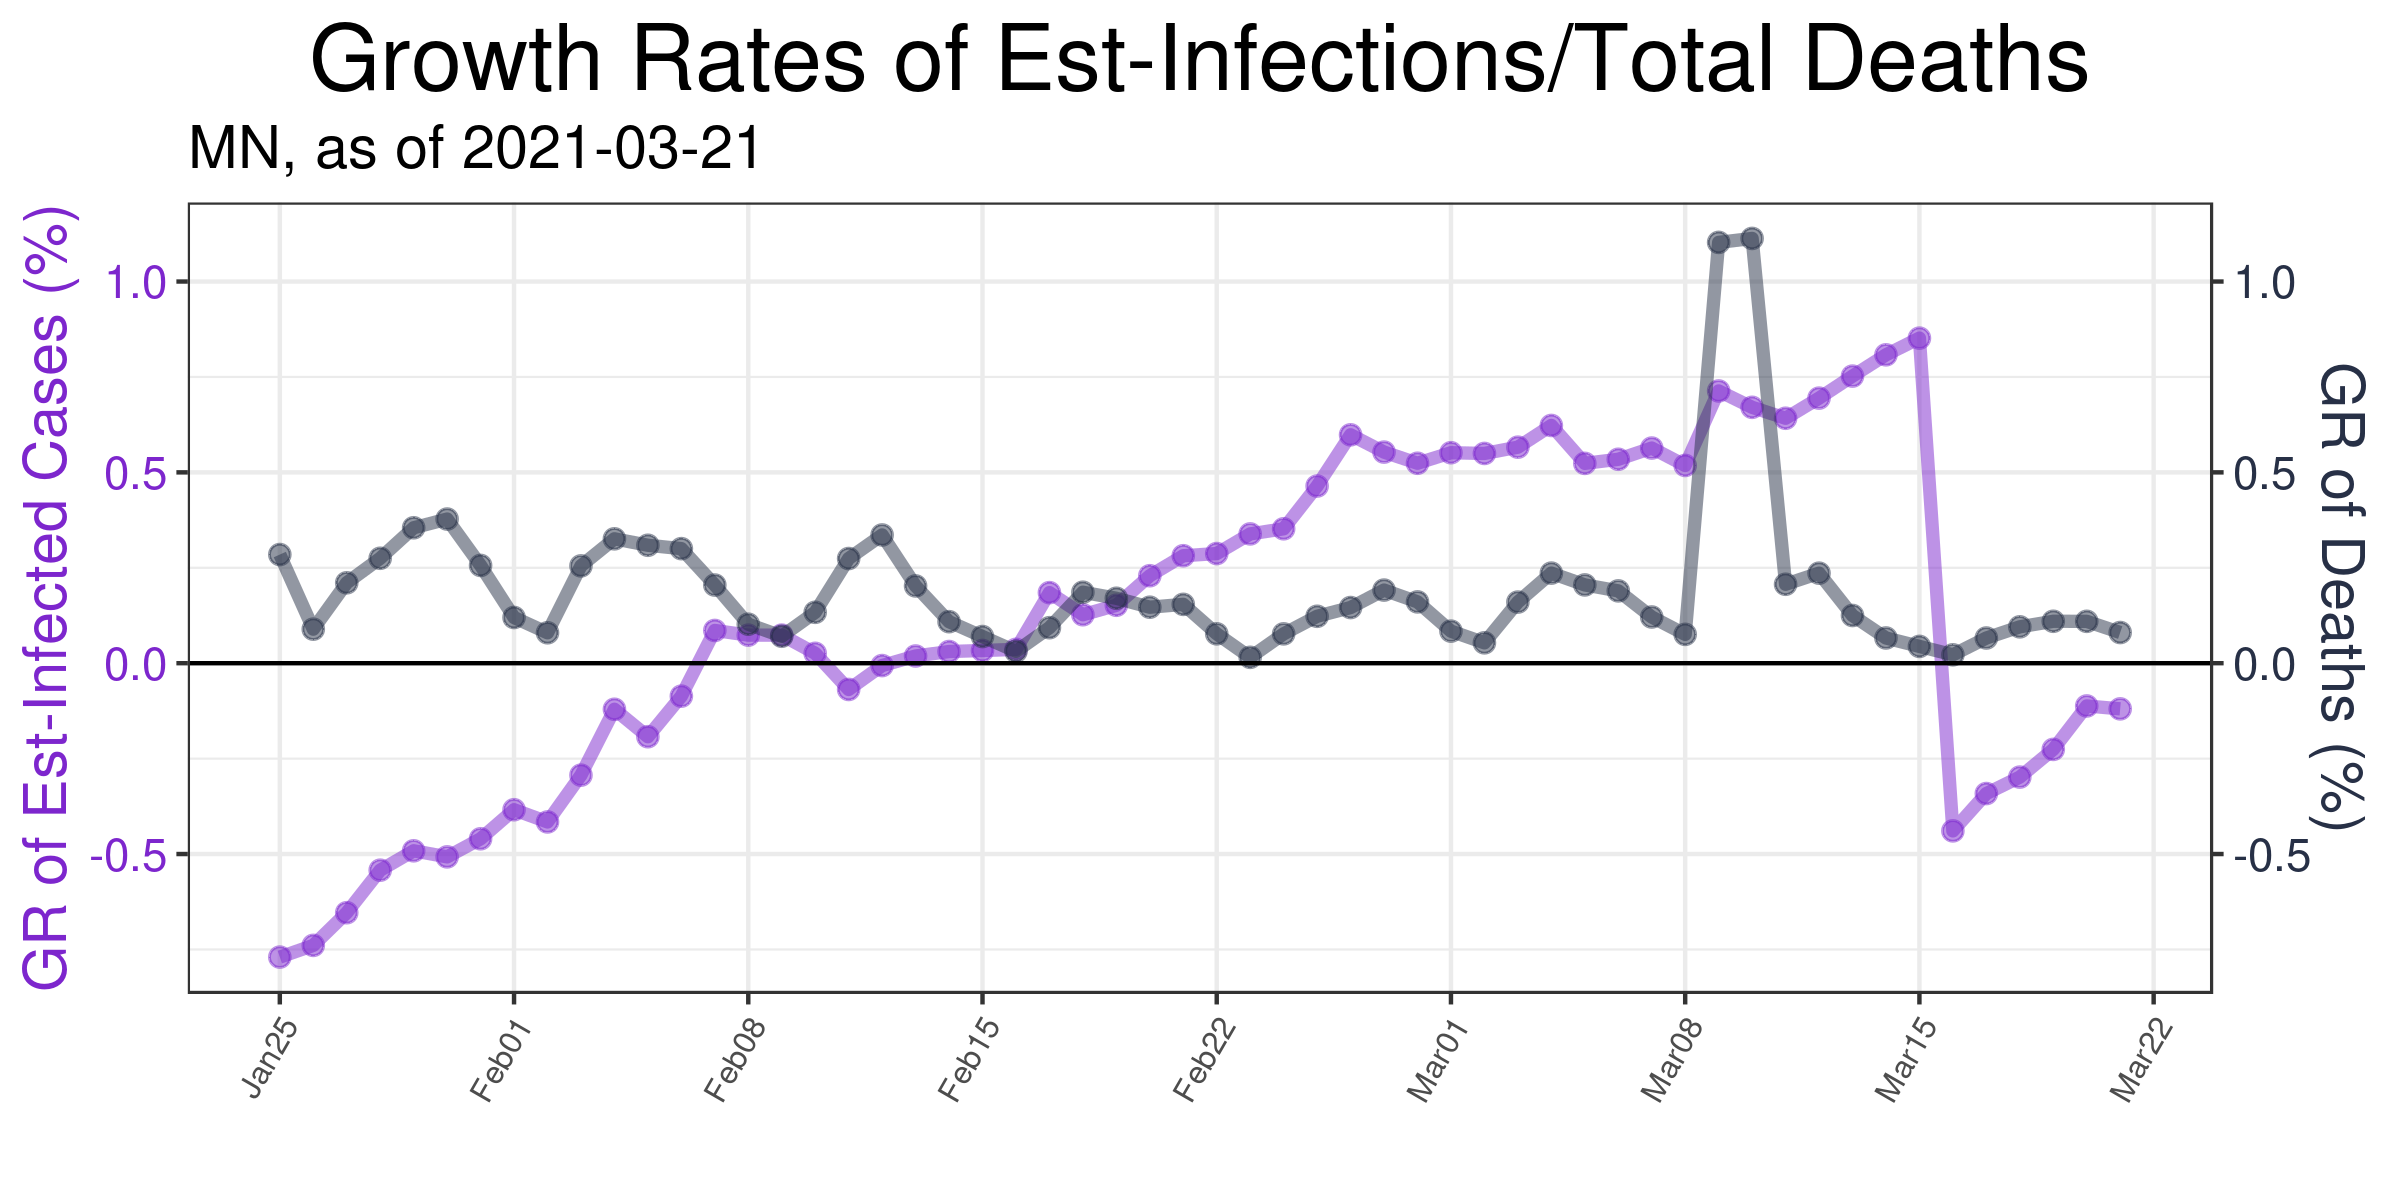 Growth Rates of Est-Infections/Total Deaths
MN, as of 2021-03-21
GR of Est-Infected Cases (%)
1.0
0.5
0.0
-0.5
1.0
0.5
0.0
-0.5
GR of Deaths (%)
Jan25
Feb01
Feb08
Feb15
Feb22
Mar01
Mar08
Mar15
Mar22